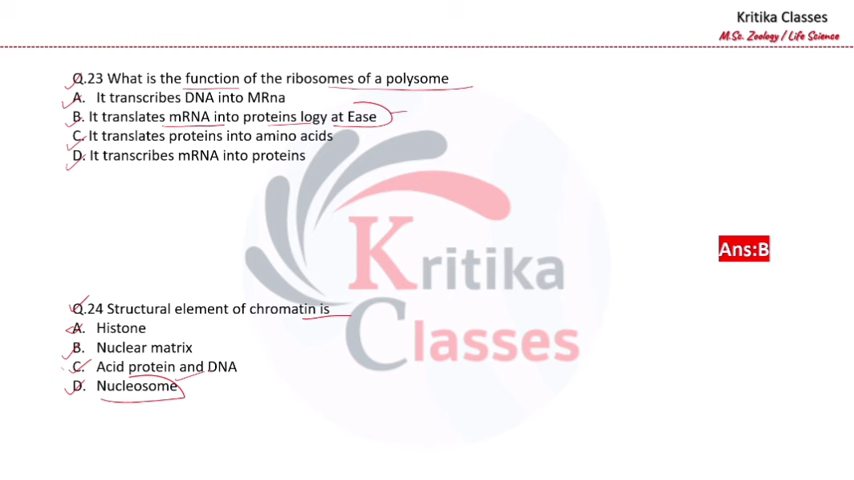 Kritika Classes
M.Sc. Zoology / Life Science
Q.23 What is the function of the ribosomes of a polysome
A. It transcribes DNA into MRna
B. It translates mRNA into proteins logy at Ease
C. It translates proteins into amino acids
D. It transcribes mRNA into proteins
Ans:B
Kritika
Classes
Q.24 Structural element of chromatin is
A. Histone
B. Nuclear matrix
C. Acid protein and DNA
D. Nucleosome